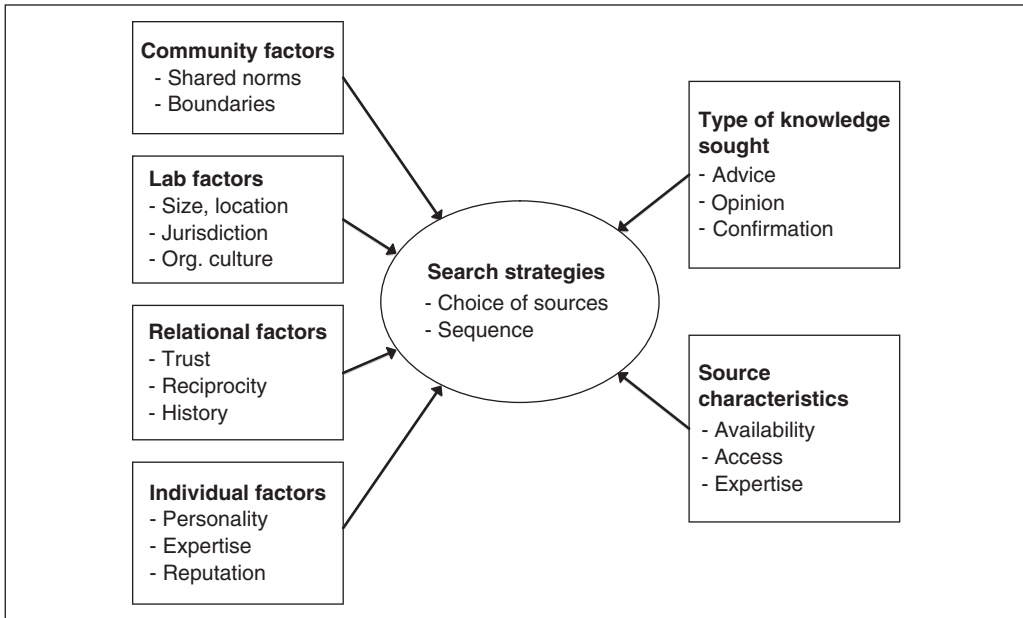 Community factors
- Shared norms
- Boundaries
Lab factors
- Size, location
- Jurisdiction
- Org. culture
Relational factors
- Trust
- Reciprocity
- History
Individual factors
- Personality
- Expertise
- Reputation
Search strategies
- Choice of sources
- Sequence
Type of knowledge
sought
- Advice
- Opinion
- Confirmation
Source
characteristics
- Availability
- Access
- Expertise